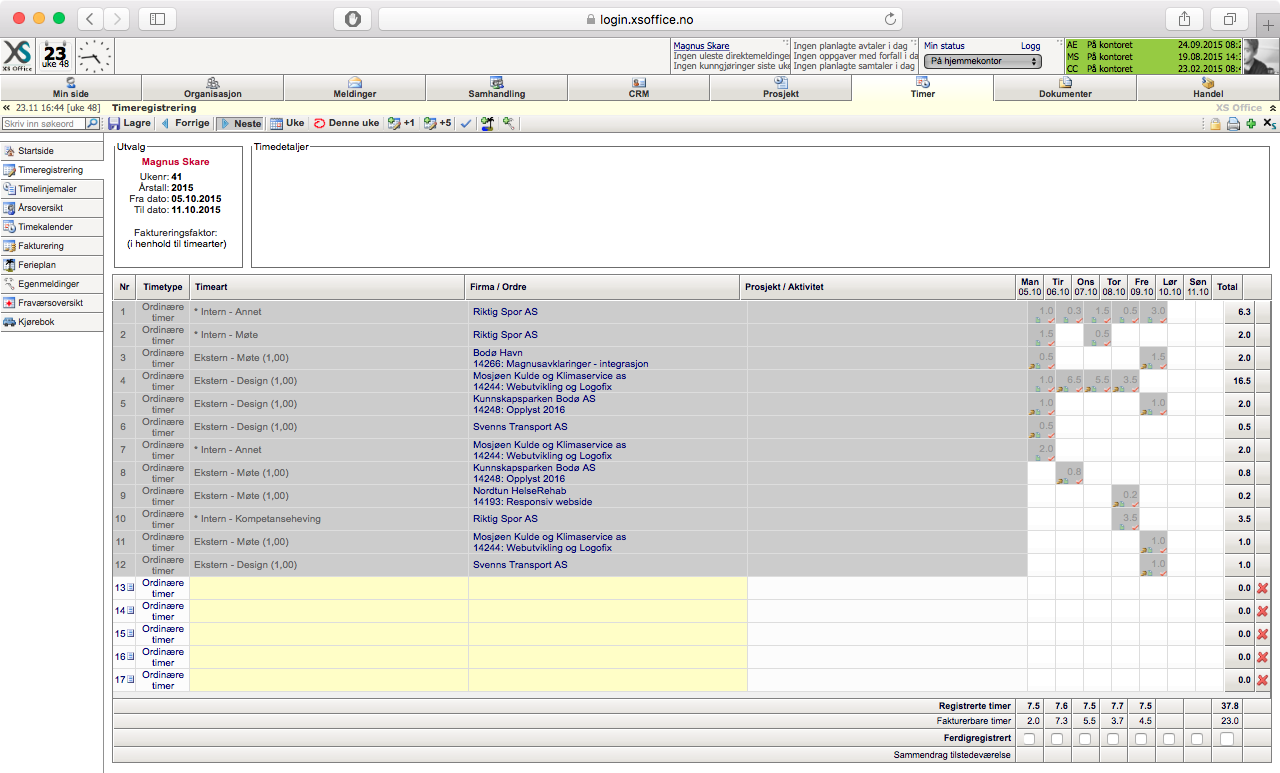 login.xsoffice.no
XS
XS Office
23
uke 48
Magnus Skare
Ingen uleste direktemeldinge
Ingen kunngjøringer siste uk
Ingen planlagte avtaler i dag
Ingen oppgaver med forfall i da
Ingen planlagte samtaler i dag
Min status Logg
På hjemmekontor
AE På kontoret 24.09.2015 08:2
MS På kontoret 19.08.2015 14:3
CC På kontoret 23.02.2015 08:4
Min side Organisasjon Meldinger Samhandling CRM Prosjekt Timer Dokumenter Handel
« 23.11 16:44 [uke 48] Timeregistrering XS Office
Skriv inn søkeord Lagre Forrige Neste Uke Denne uke +1 +5
Startside
Timeregistrering
Timelinjemaler
Årsoversikt
Timekalender
Fakturering
Ferieplan
Egenmeldinger
Fraværsoversikt
Kjørebok
Utvalg
Magnus Skare
Ukenr: 41
Årstall: 2015
Fra dato: 05.10.2015
Til dato: 11.10.2015
Faktureringsfaktor:
(i henhold til timearter)
Timedetaljer
Nr Timetype Timeart Firma / Ordre Prosjekt / Aktivitet Man Tir Ons Tor Fre Lør Søn Total
05.10 06.10 07.10 08.10 09.10 10.10 11.10
1 Ordinære timer * Intern - Annet Riktig Spor AS 1.0 0.3 1.5 0.5 3.0 6.3
2 Ordinære timer * Intern - Møte Riktig Spor AS 1.5 0.5 2.0
3 Ordinære timer Ekstern - Møte (1,00) Bodø Havn 0.5 1.5 2.0
14266: Magnusavklaringer - integrasjon
4 Ordinære timer Ekstern - Design (1,00) Mosjøen Kulde og Klimaservice as 1.0 6.5 5.5 3.5 16.5
14244: Webutvikling og Logofix
5 Ordinære timer Ekstern - Design (1,00) Kunnskapsparken Bodø AS 1.0 1.0 2.0
14248: Opplyst 2016
6 Ordinære timer Ekstern - Design (1,00) Svenns Transport AS 0.5 0.5
7 Ordinære timer * Intern - Annet Mosjøen Kulde og Klimaservice as 2.0 2.0
14244: Webutvikling og Logofix
8 Ordinære timer Ekstern - Møte (1,00) Kunnskapsparken Bodø AS 0.8 0.8
14248: Opplyst 2016
9 Ordinære timer Ekstern - Møte (1,00) Nordtun HelseRehab 0.2 0.2
14193: Responsiv webside
10 Ordinære timer * Intern - Kompetanseheving Riktig Spor AS 3.5 3.5
11 Ordinære timer Ekstern - Møte (1,00) Mosjøen Kulde og Klimaservice as 1.0 1.0
14244: Webutvikling og Logofix
12 Ordinære timer Ekstern - Design (1,00) Svenns Transport AS 1.0 1.0
13 Ordinære timer 0.0
14 Ordinære timer 0.0
15 Ordinære timer 0.0
16 Ordinære timer 0.0
17 Ordinære timer 0.0
Registrerte timer 7.5 7.6 7.5 7.7 7.5 37.8
Fakturerbare timer 2.0 7.3 5.5 3.7 4.5 23.0
Ferdigregistrert
Sammendrag tilstedeværelse